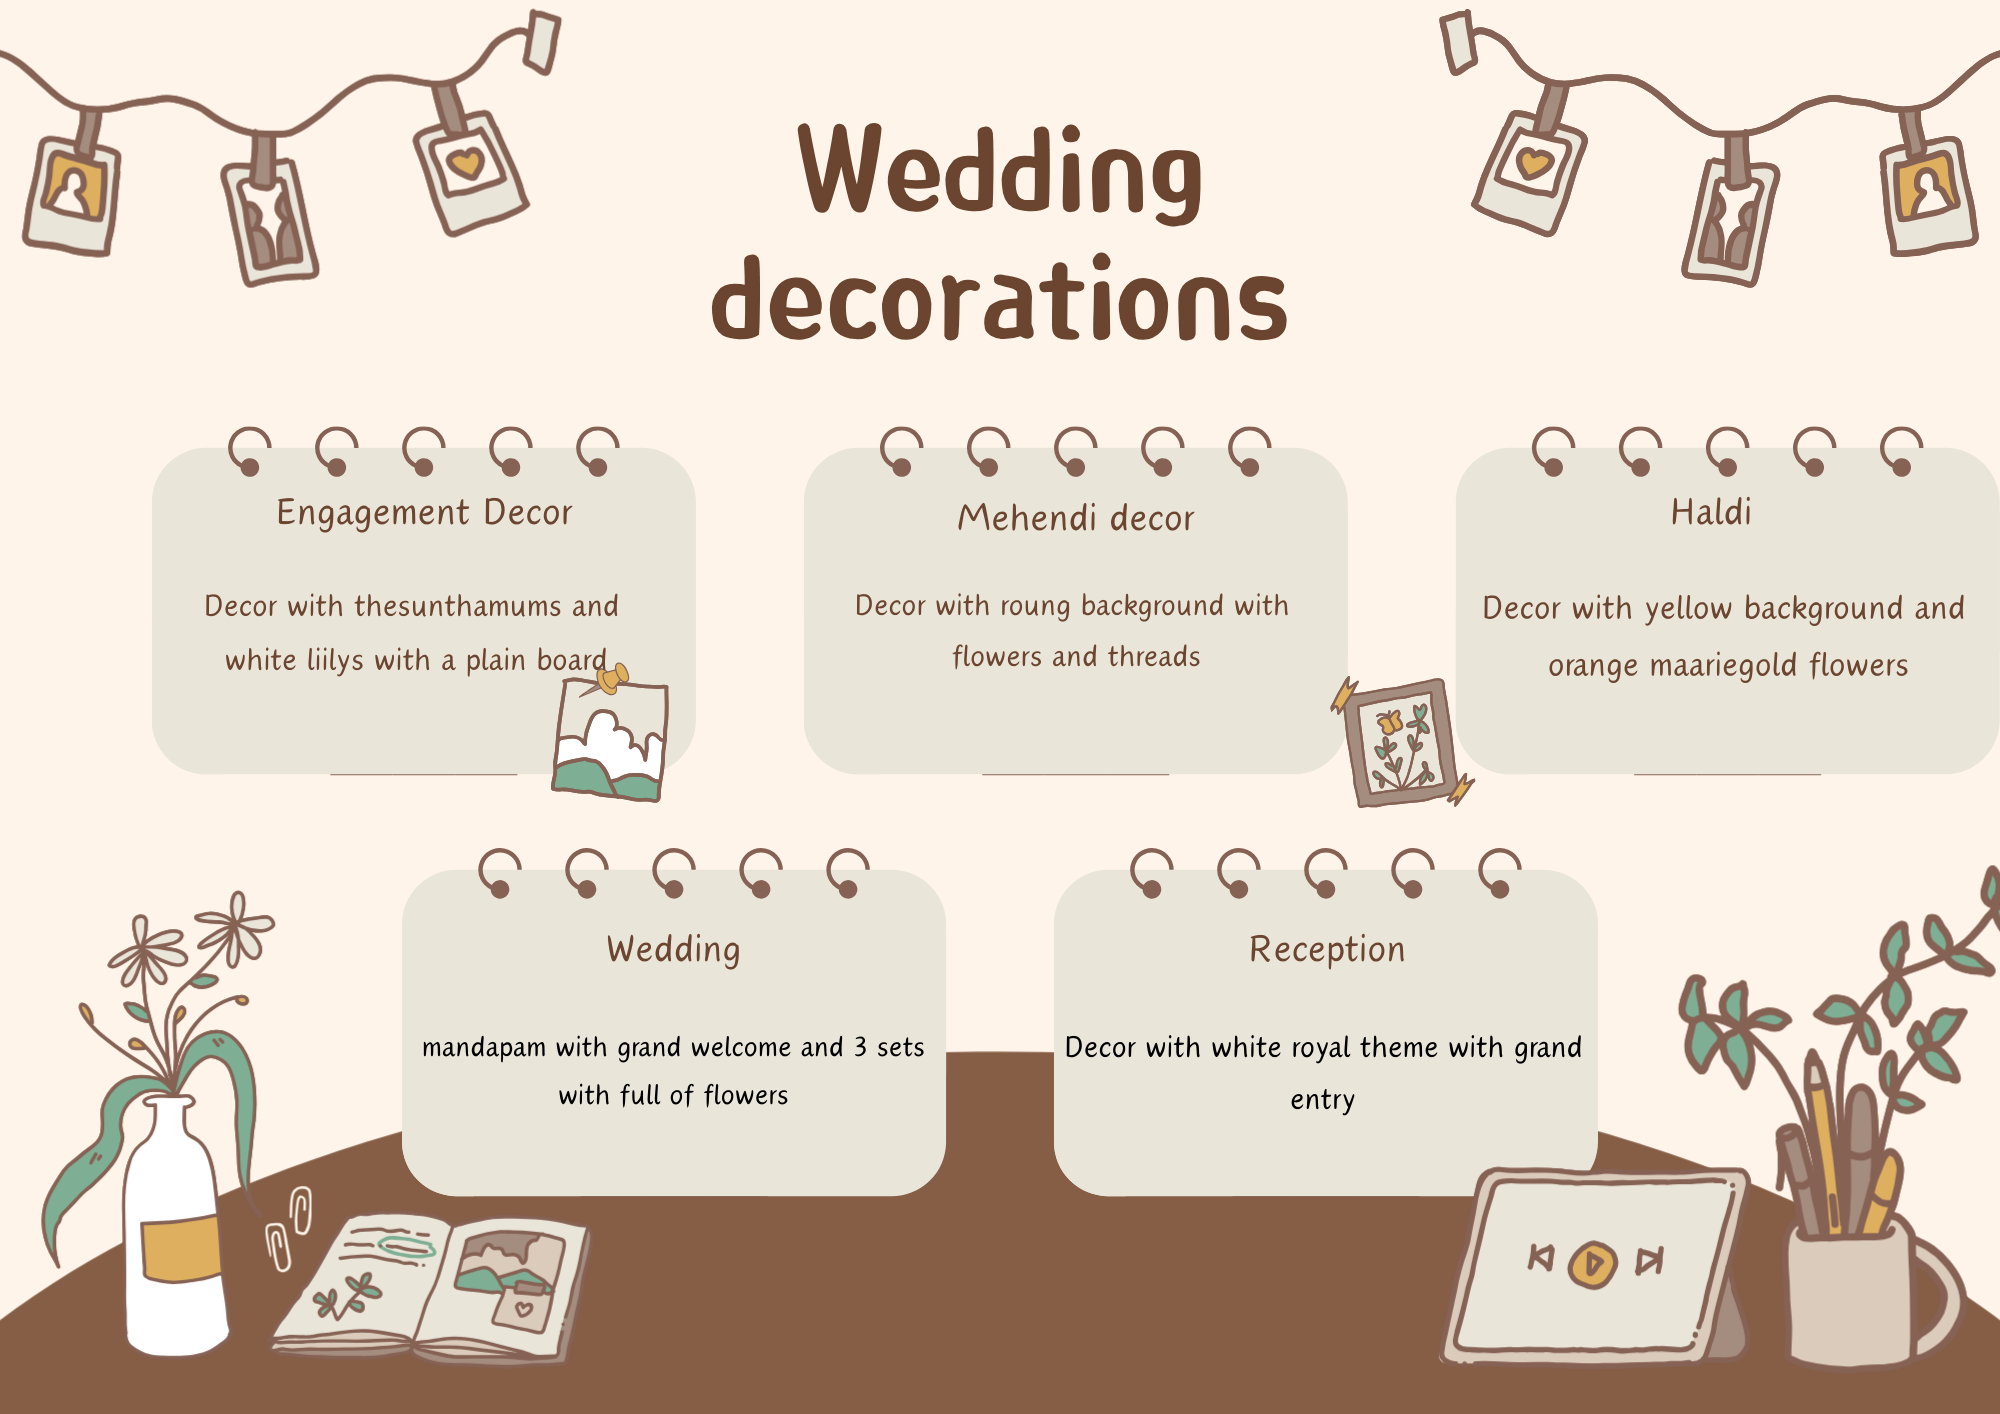 Wedding
decorations
Engagement Decor
Decor with thesunthamums and
white liilys with a plain board
Mehendi decor
Decor with roung background with
flowers and threads
Haldi
Decor with yellow background and
orange maariegold flowers
Wedding
mandapam with grand welcome and 3 sets
with full of flowers
Reception
Decor with white royal theme with grand
entry